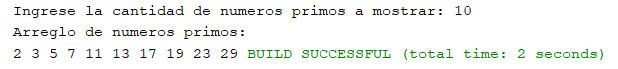 Ingrese la cantidad de numeros primos a mostrar: 10
Arreglo de numeros primos:
2 3 5 7 11 13 17 19 23 29 BUILD SUCCESSFUL (total time: 2 seconds)